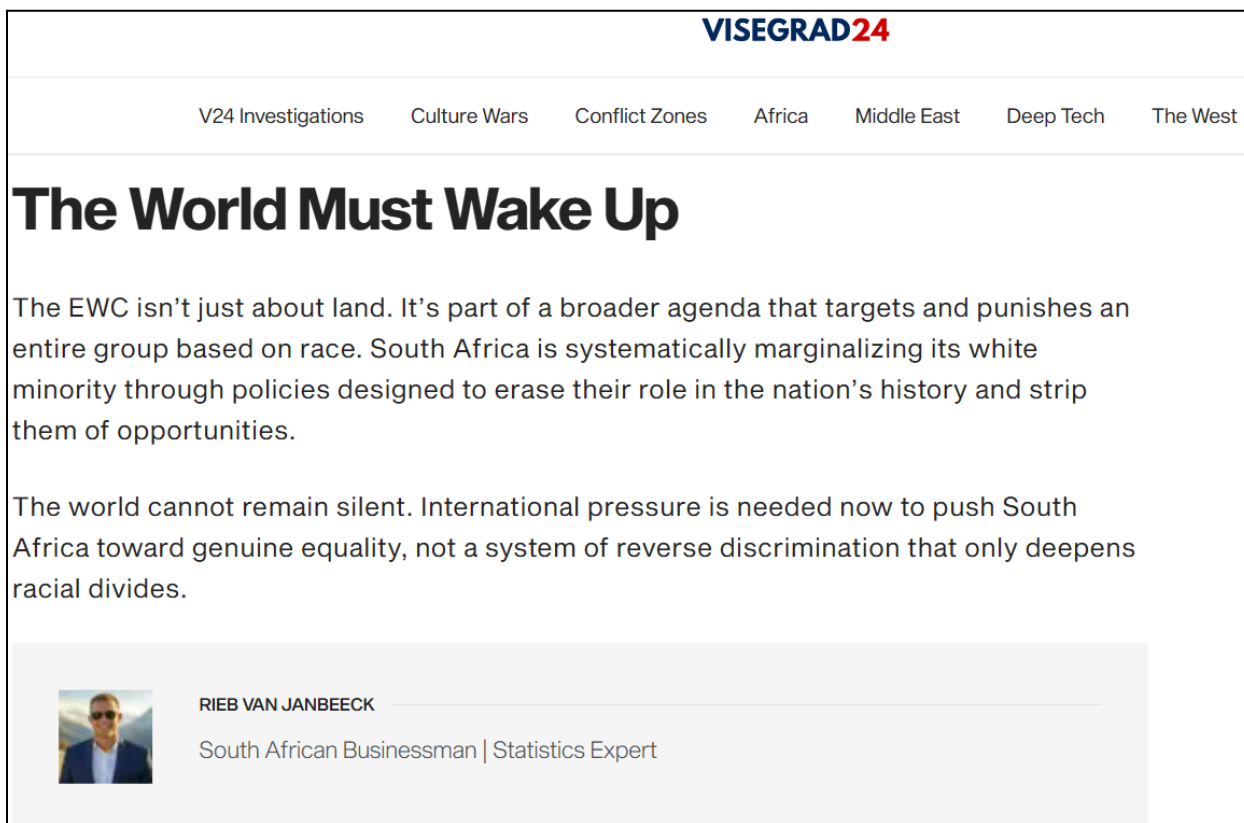 VISEGRAD24
V24 Investigations Culture Wars Conflict Zones Africa Middle East Deep Tech The West
The World Must Wake Up
The EWC isn’t just about land. It’s part of a broader agenda that targets and punishes an
entire group based on race. South Africa is systematically marginalizing its white
minority through policies designed to erase their role in the nation’s history and strip
them of opportunities.
The world cannot remain silent. International pressure is needed now to push South
Africa toward genuine equality, not a system of reverse discrimination that only deepens
racial divides.
RIEB VAN JANBEECK
South African Businessman | Statistics Expert